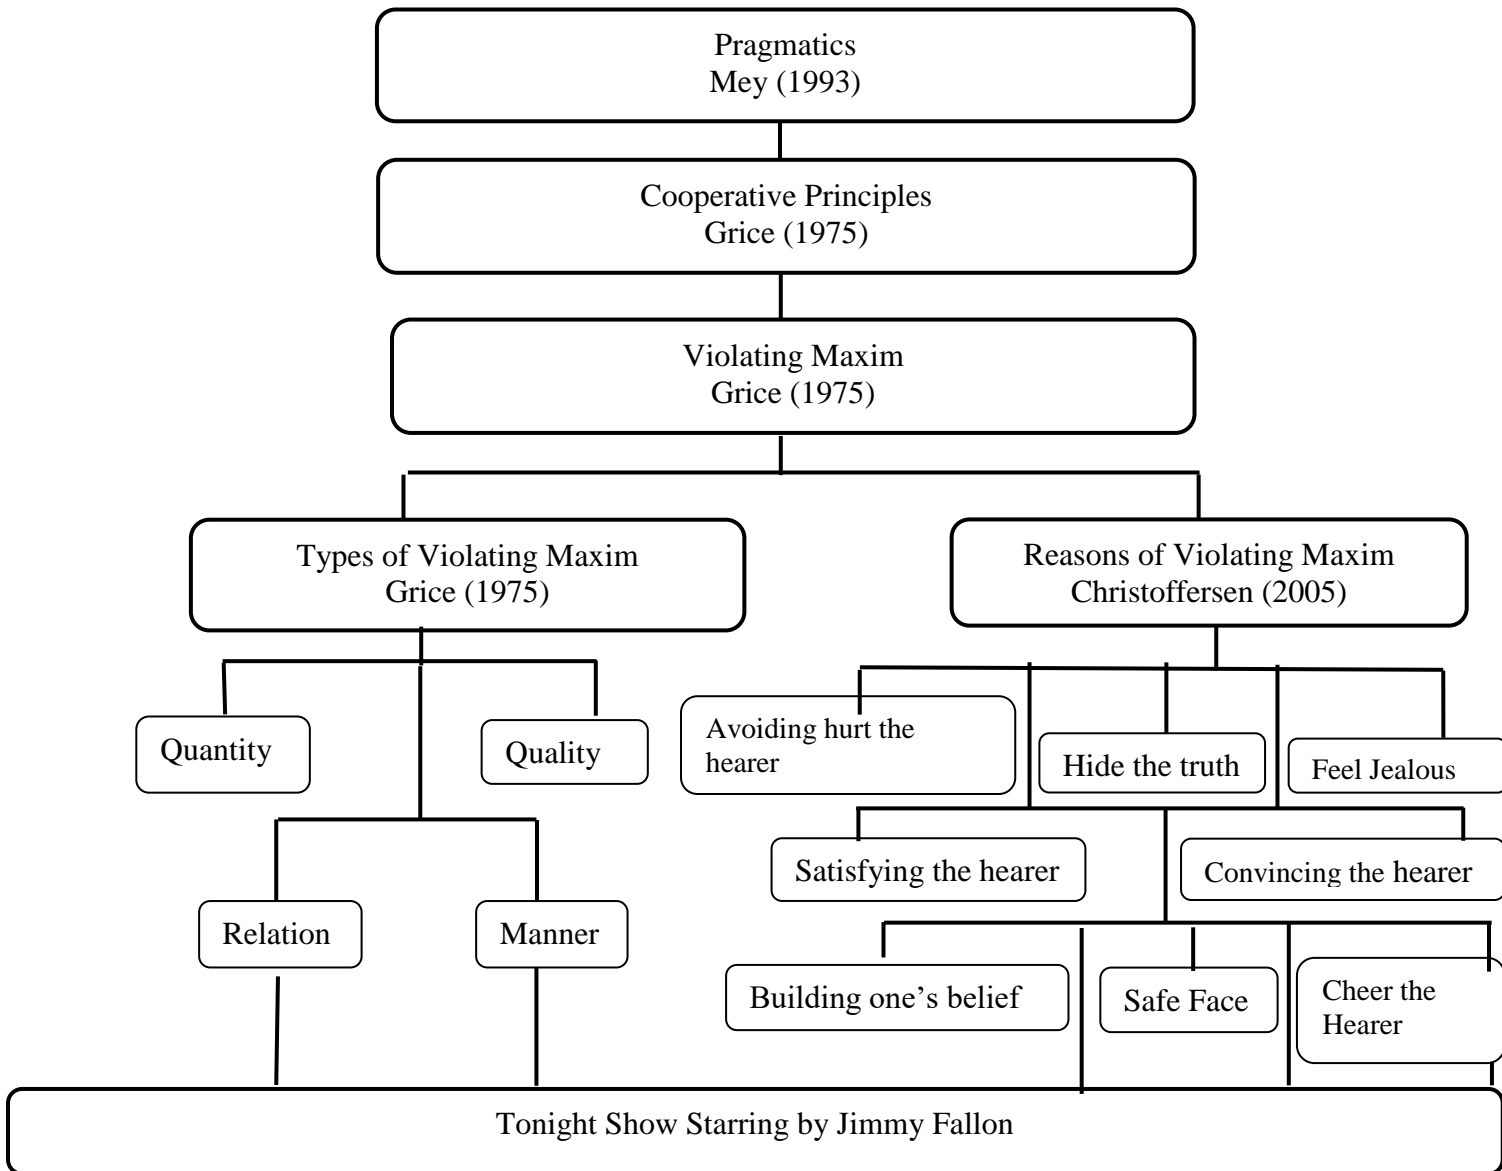 Pragmatics
Mey (1993)
Cooperative Principles
Grice (1975)
Violating Maxim
Grice (1975)
Types of Violating Maxim
Grice (1975)
Reasons of Violating Maxim
Christoffersen (2005)
Quantity
Quality
Avoiding hurt the
hearer
Hide the truth
Feel Jealous
Satisfying the hearer
Convincing the hearer
Relation
Manner
Building one’s belief
Safe Face
Cheer the
Hearer
Tonight Show Starring by Jimmy Fallon